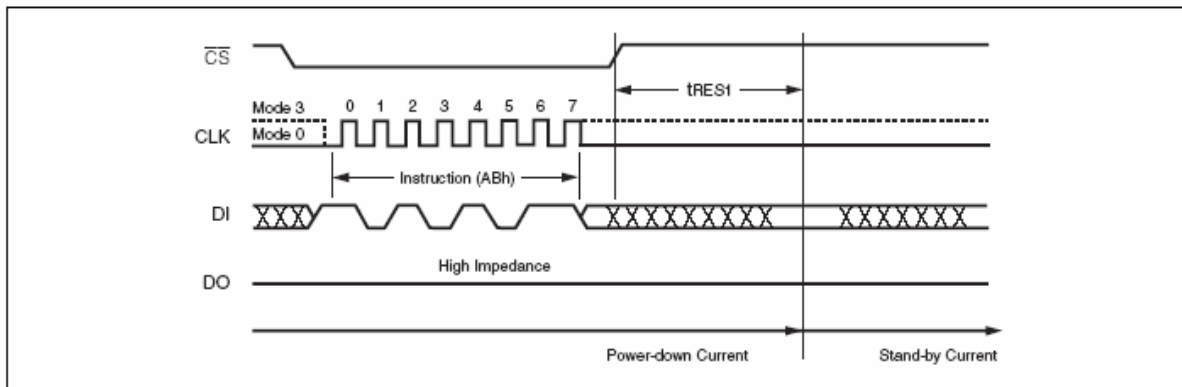 CS
tRES1
Mode 3
0 1 2 3 4 5 6 7
CLK
Mode 0
Instruction (ABh)
DI
High Impedance
DO
Power-down Current
Stand-by Current